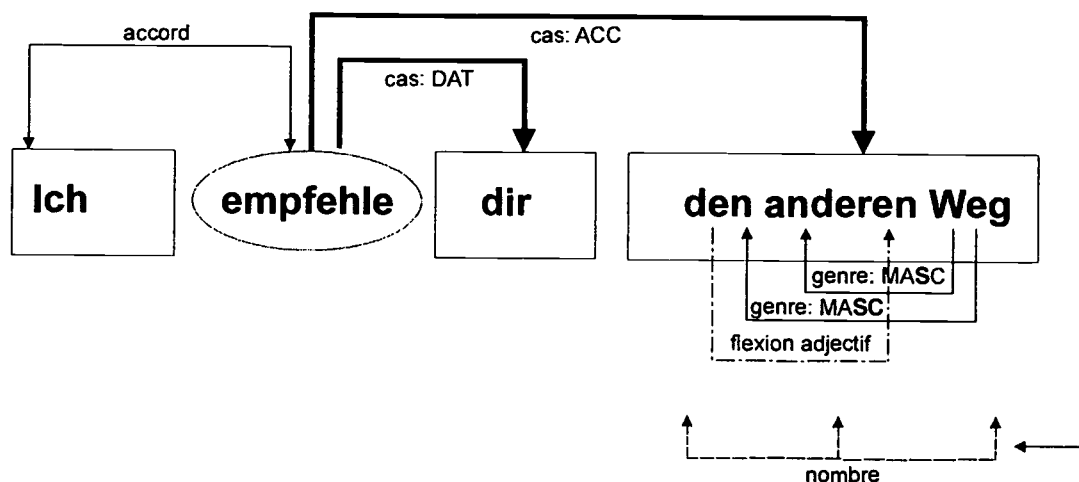 cas: ACC
accord
cas: DAT
Ich empfehle dir den anderen Weg
genre: MASC
genre: MASC
flexion adjectif
nombre